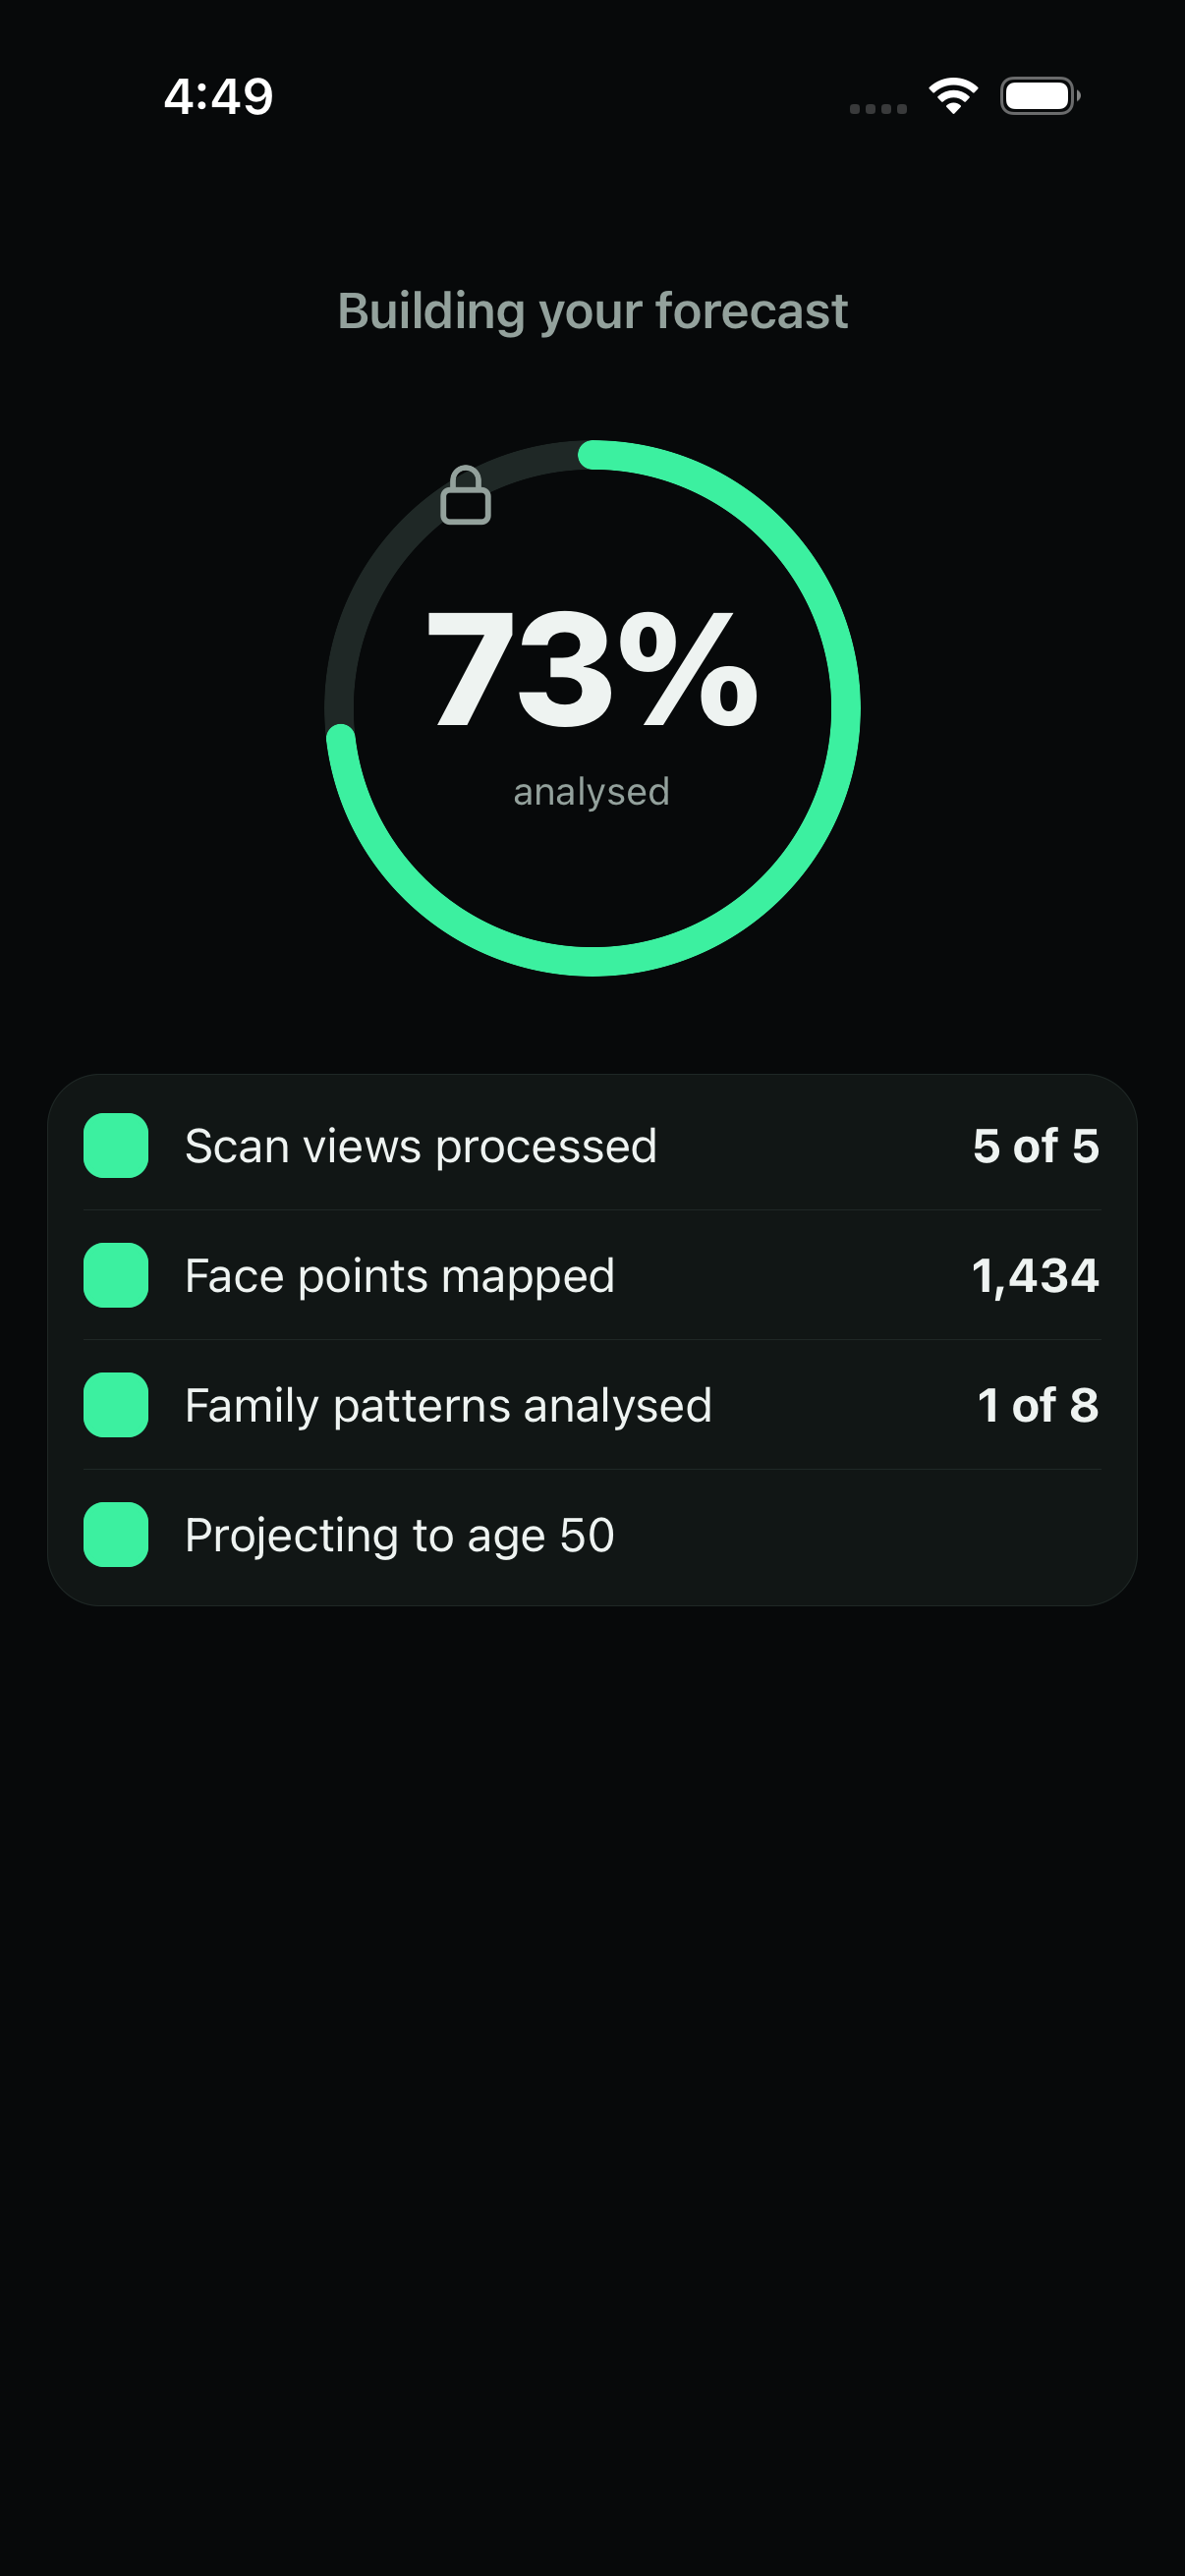 4:49
Building your forecast
73%
analysed
Scan views processed 5 of 5
Face points mapped 1,434
Family patterns analysed 1 of 8
Projecting to age 50